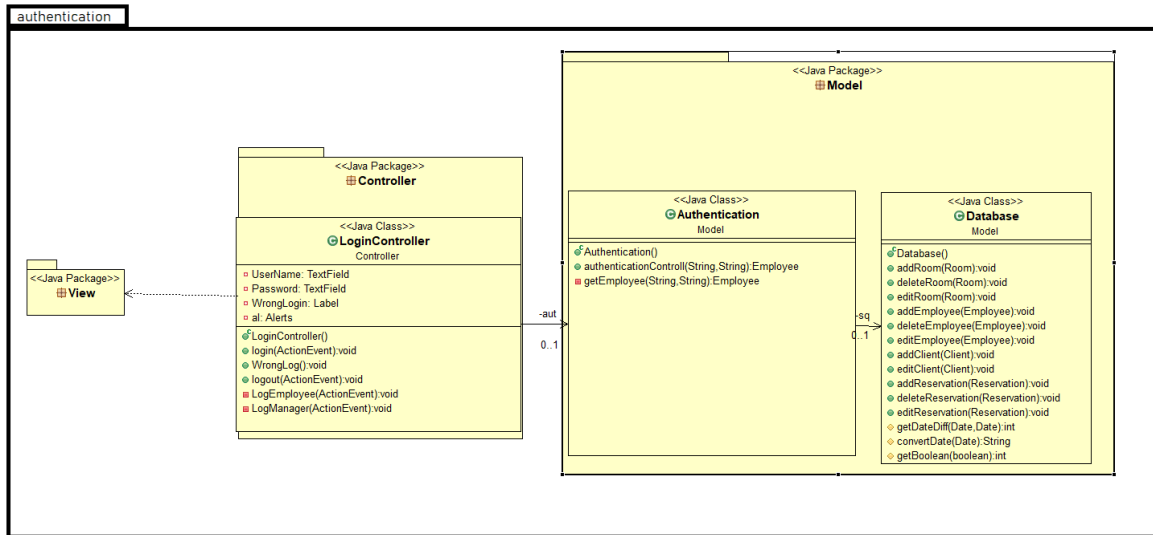 authentication
<<Java Package>>
Model
<<Java Package>>
Controller
<<Java Class>>
LoginController
Controller
UserName: TextField
Password: TextField
WrongLogin: Label
al: Alerts
LoginController()
login(ActionEvent):void
WrongLog():void
logout(ActionEvent):void
LogEmployee(ActionEvent):void
LogManager(ActionEvent):void
<<Java Package>>
View
-aut
0..1
<<Java Class>>
Authentication
Model
Authentication()
authenticationControll(String,String):Employee
getEmployee(String,String):Employee
-sq
0..1
<<Java Class>>
Database
Model
Database()
addRoom(Room):void
deleteRoom(Room):void
editRoom(Room):void
addEmployee(Employee):void
deleteEmployee(Employee):void
editEmployee(Employee):void
addClient(Client):void
editClient(Client):void
addReservation(Reservation):void
deleteReservation(Reservation):void
editReservation(Reservation):void
getDateDiff(Date,Date):int
convertDate(Date):String
getBoolean(boolean):int